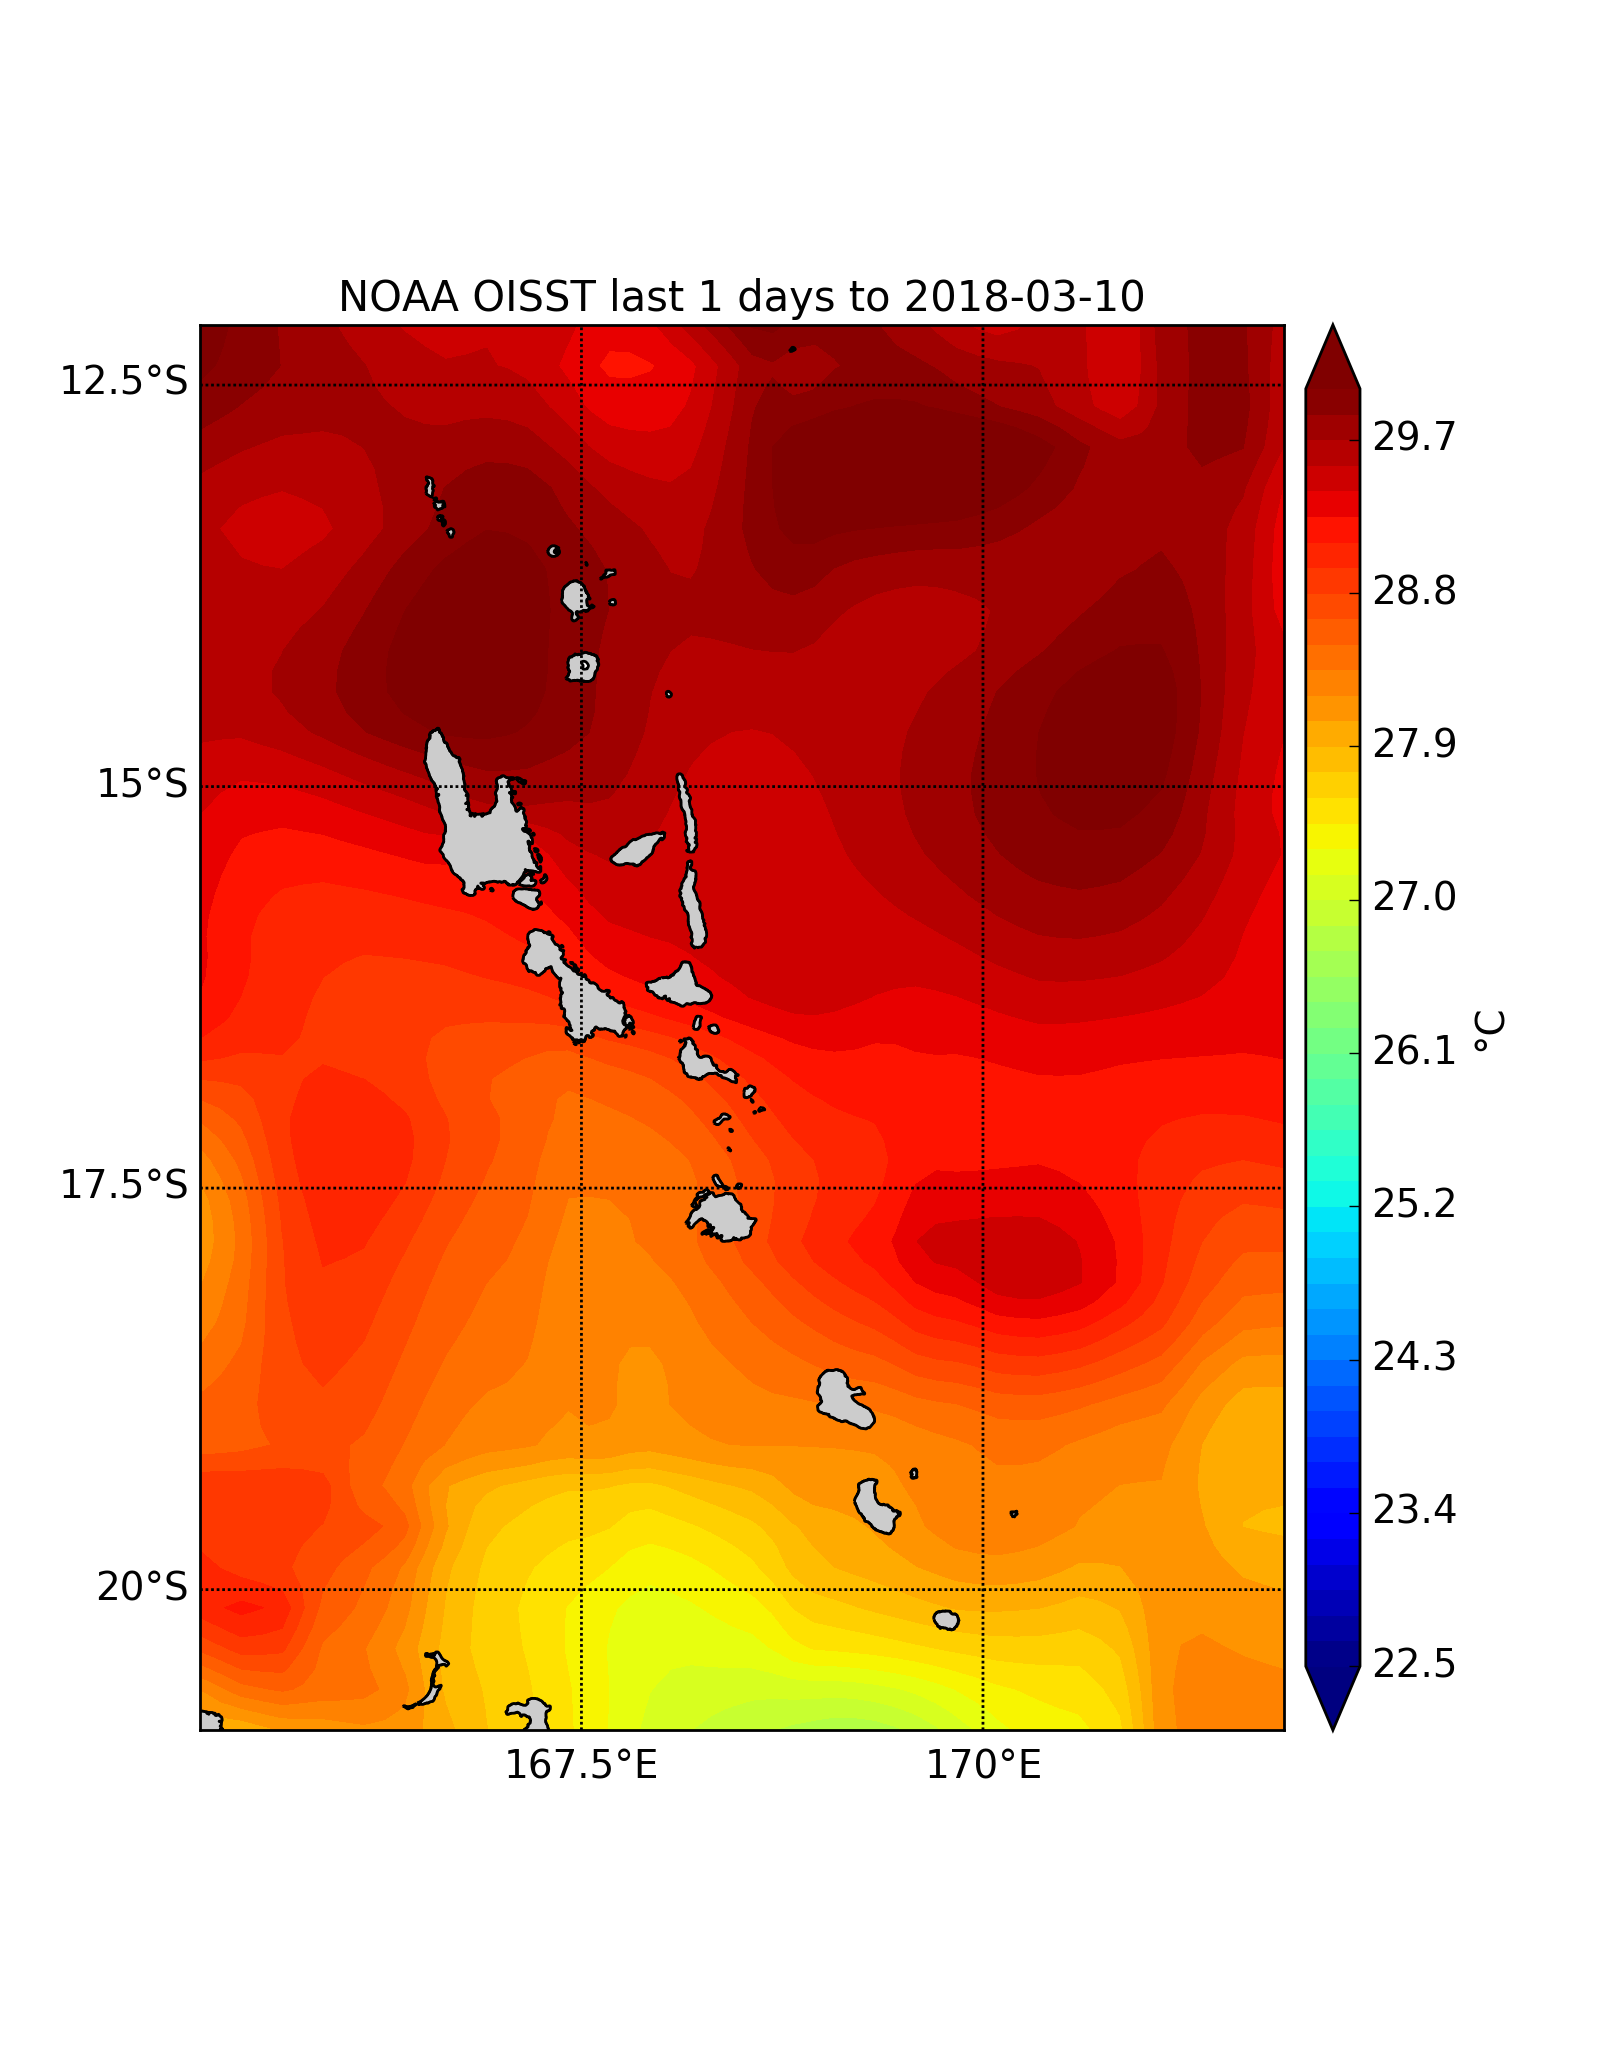 NOAA OISST last 1 days to 2018-03-10
12.5°S
15°S
17.5°S
20°S
167.5°E
170°E
29.7
28.8
27.9
27.0
26.1
25.2
24.3
23.4
22.5
°C